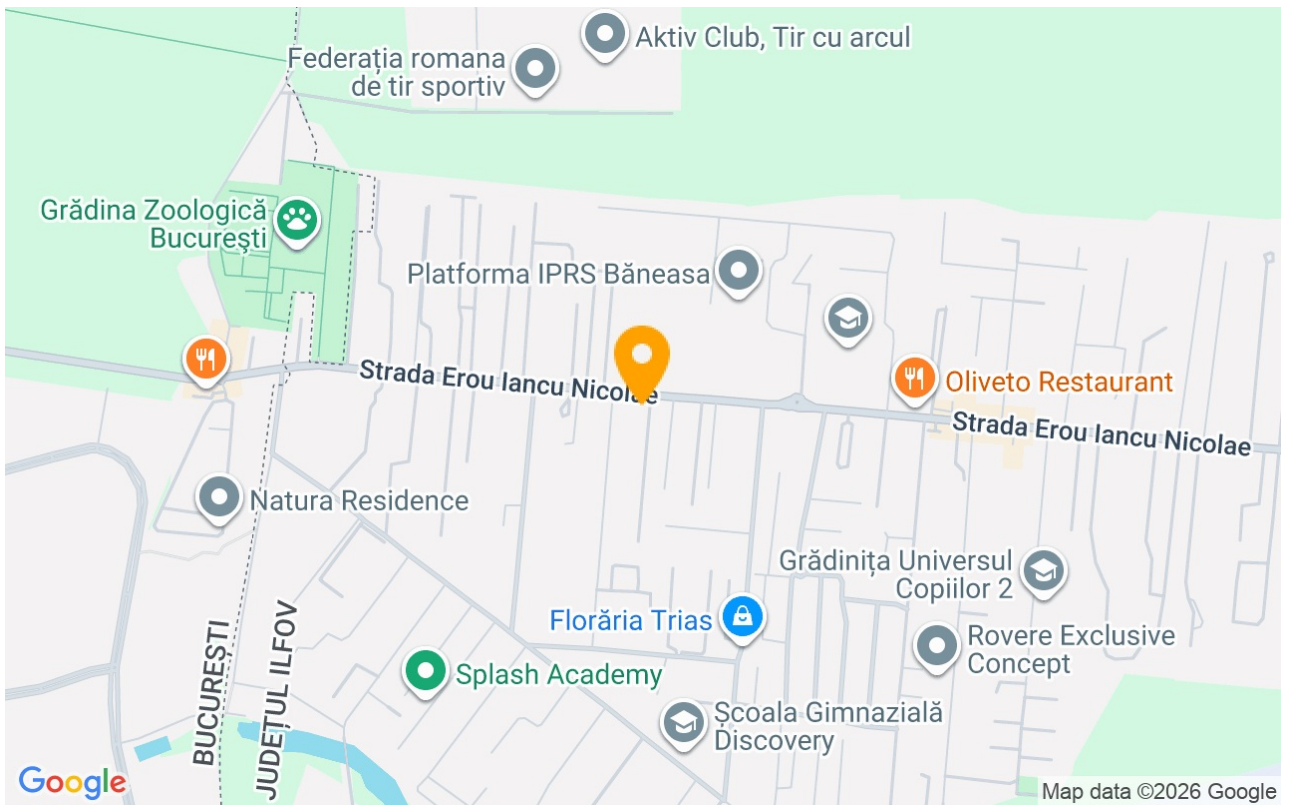 Aktiv Club, Tir cu arcul
Federația romana
de tir sportiv
Grădina Zoologică
București
Platforma IPRS Băneasa
Strada Erou Iancu Nicolae
Oliveto Restaurant
Strada Erou Iancu Nicolae
Natura Residence
Grădinița Universul
Copiilor 2
Florăria Trias
Rovere Exclusive
Concept
Splash Academy
Școala Gimnazială
Discovery
BUCUREȘTI
JUDEȚUL ILFOV
Google
Map data ©2026 Google